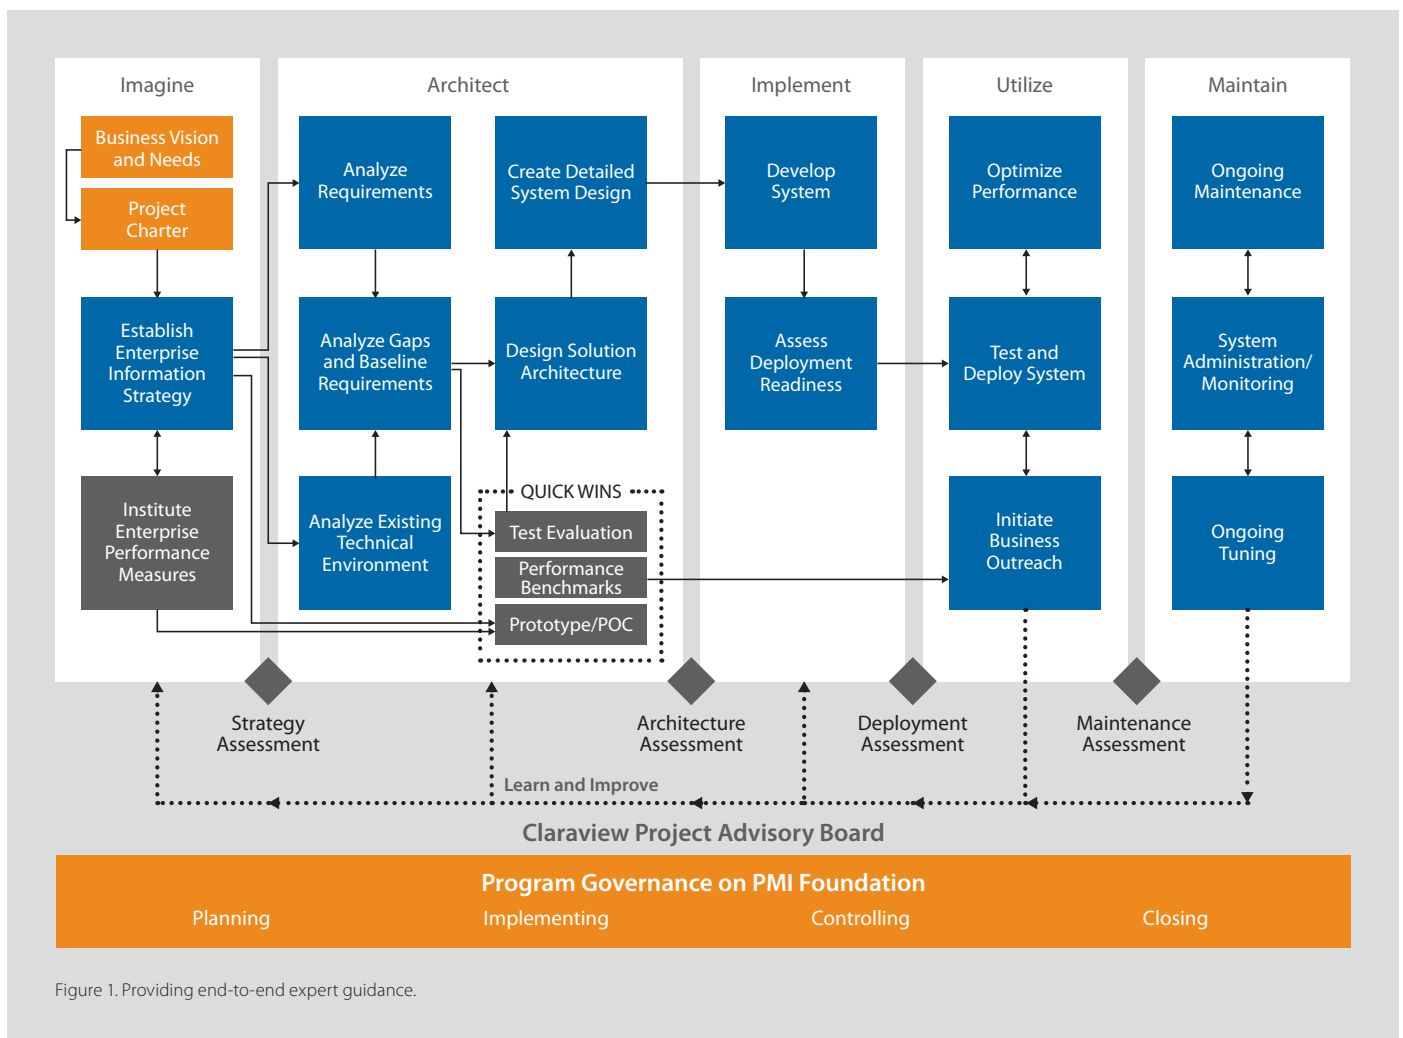 Imagine
Business Vision
and Needs
Project
Charter
Establish
Enterprise
Information
Strategy
Institute
Enterprise
Performance
Measures
Architect
Analyze
Requirements
Analyze Gaps
and Baseline
Requirements
Analyze Existing
Technical
Environment
Create Detailed
System Design
Design Solution
Architecture
QUICK WINS
Test Evaluation
Performance
Benchmarks
Prototype/POC
Implement
Develop
System
Assess
Deployment
Readiness
Utilize
Optimize
Performance
Test and
Deploy System
Initiate
Business
Outreach
Maintain
Ongoing
Maintenance
System
Administration/
Monitoring
Ongoing
Tuning
Strategy
Assessment
Architecture
Assessment
Deployment
Assessment
Maintenance
Assessment
Learn and Improve
Claraview Project Advisory Board
Program Governance on PMI Foundation
Planning
Implementing
Controlling
Closing
Figure 1. Providing end-to-end expert guidance.